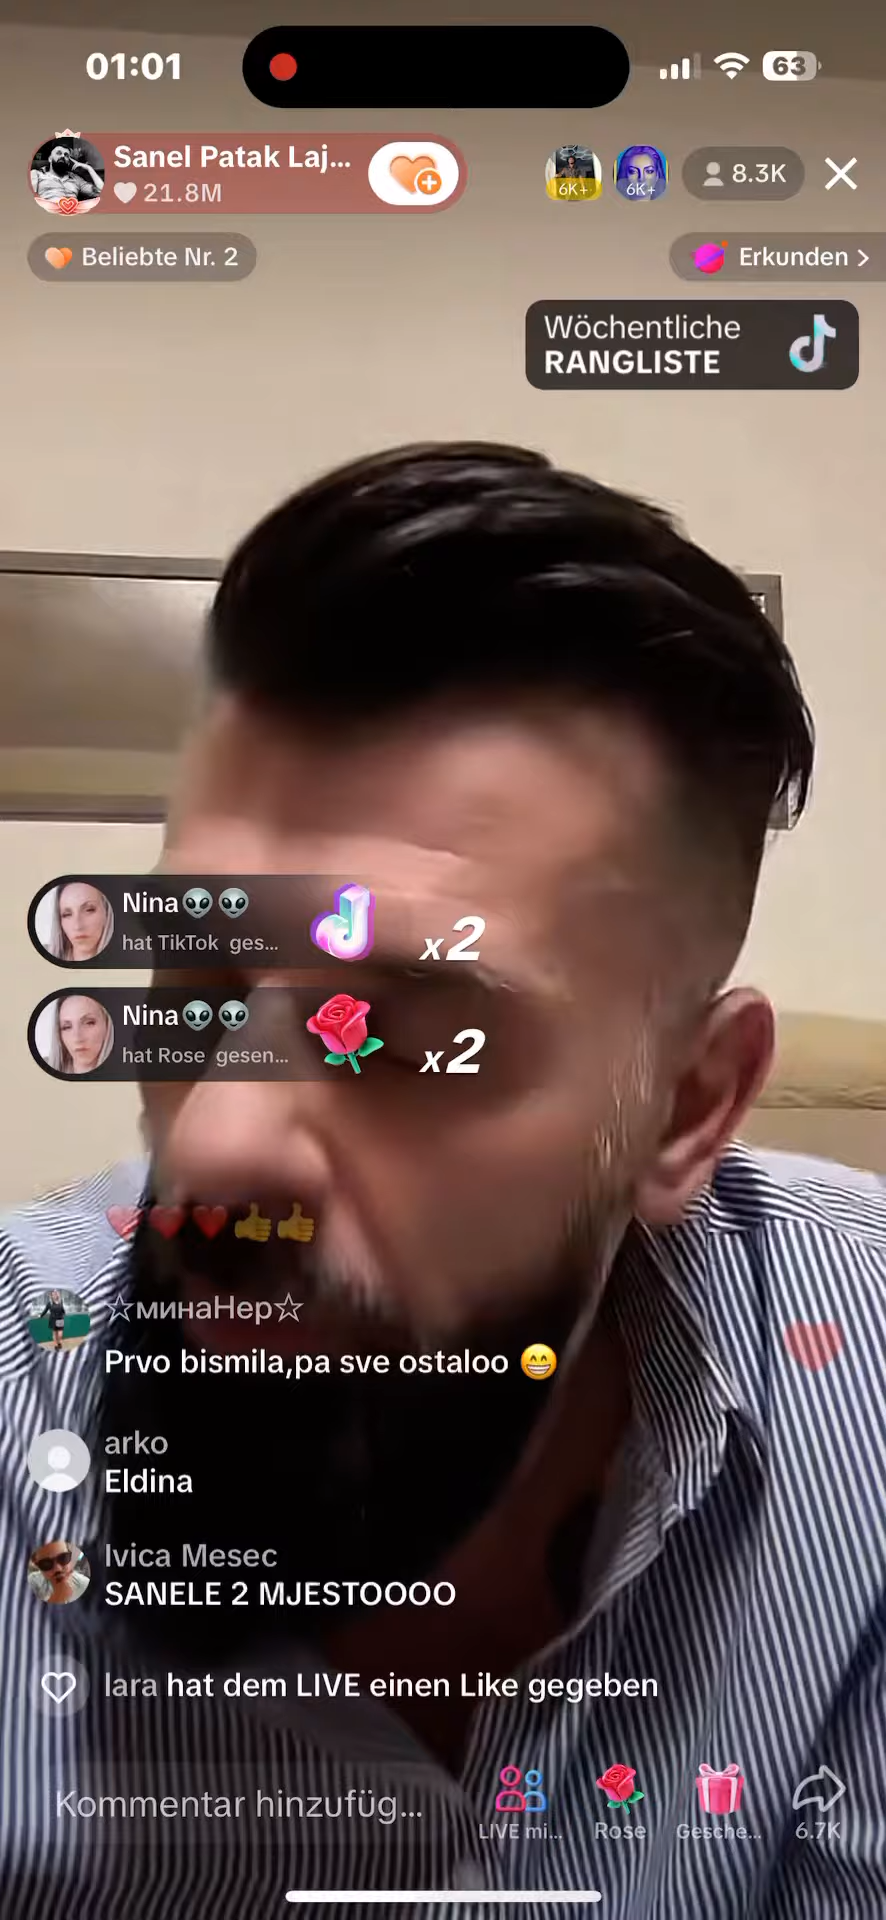 01:01
63
Sanel Patak Laj...
21.8M
6K+
6K+
8.3K
Beliebte Nr. 2
Erkunden
Wöchentliche
RANGLISTE
Nina👽👽
hat TikTok ges...
x2
Nina👽👽
hat Rose gesen...
x2
❤️❤️❤️👍👍
☆минаНер☆
Prvo bismila,pa sve ostaloo 😁
arko
Eldina
Ivica Mesec
SANELE 2 MJESTOOOO
lara hat dem LIVE einen Like gegeben
Kommentar hinzufüg...
LIVE mi...
Rose
Gesche...
6.7K